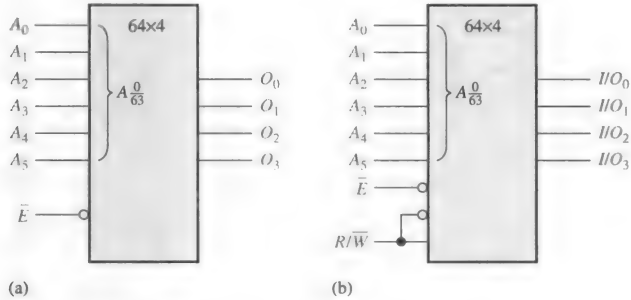 A₀
A₁
A₂
A₃
A₄
A₅
Ē
64×4
A 0/63
O₀
O₁
O₂
O₃
(a)
A₀
A₁
A₂
A₃
A₄
A₅
Ē
R/W̅
64×4
A 0/63
I/O₀
I/O₁
I/O₂
I/O₃
(b)